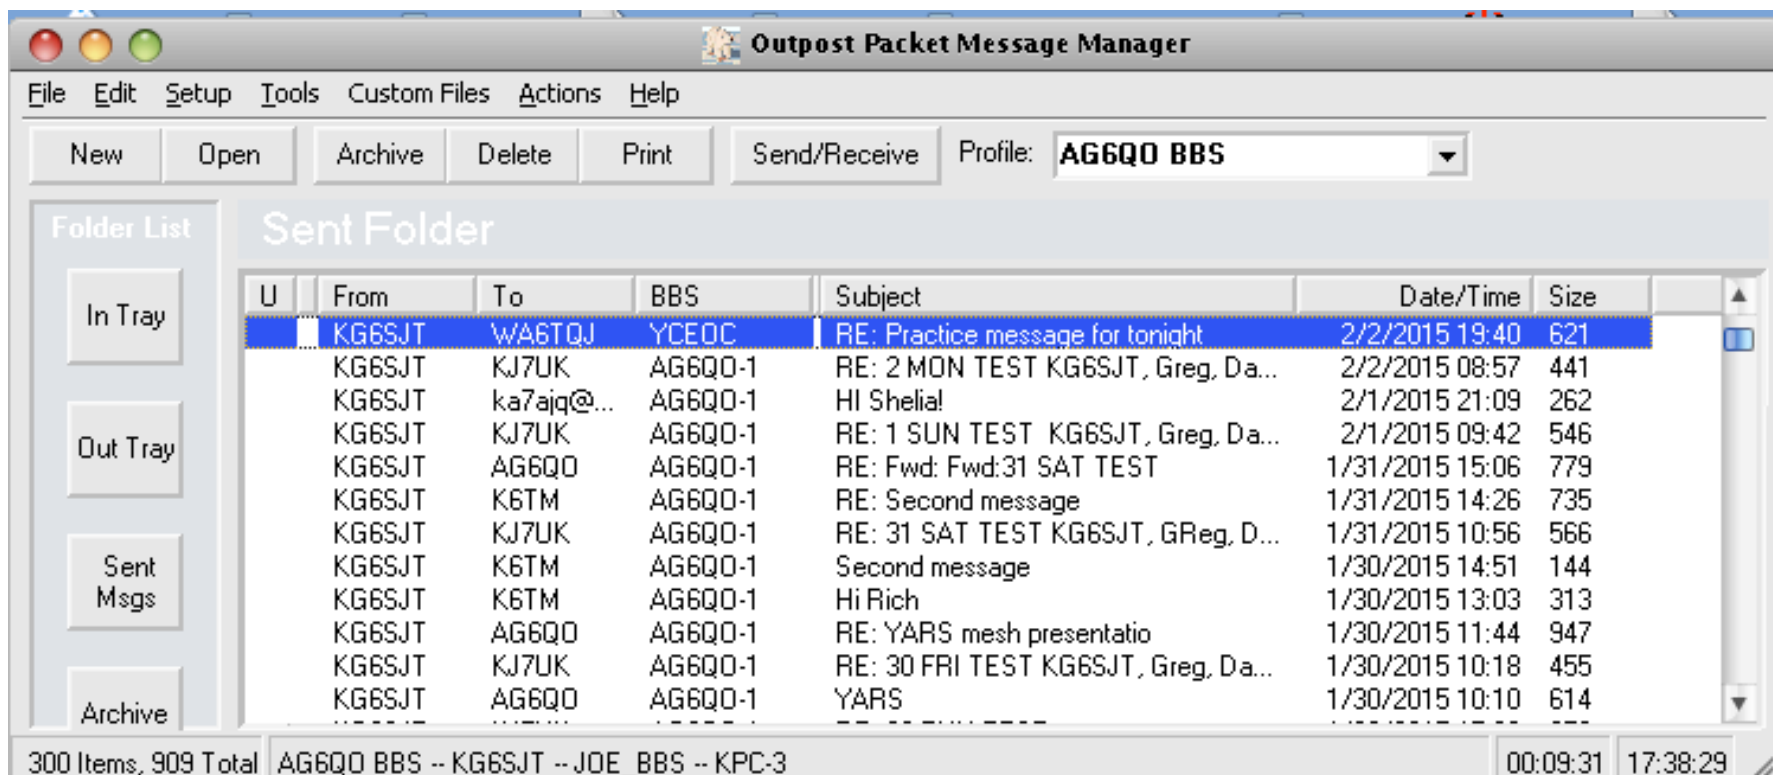 Outpost Packet Message Manager
File Edit Setup Tools Custom Files Actions Help
New Open Archive Delete Print Send/Receive Profile: AG6QO BBS
Folder List
Sent Folder
In Tray
Out Tray
Sent
Msgs
Archive
U From To BBS Subject Date/Time Size
KG6SJT WA6TQJ YCEOC RE: Practice message for tonight 2/2/2015 19:40 621
KG6SJT KJ7UK AG6QO-1 RE: 2 MON TEST KG6SJT, Greg, Da... 2/2/2015 08:57 441
KG6SJT ka7ajq@... AG6QO-1 HI Shelia! 2/1/2015 21:09 262
KG6SJT KJ7UK AG6QO-1 RE: 1 SUN TEST  KG6SJT, Greg, Da... 2/1/2015 09:42 546
KG6SJT AG6QO AG6QO-1 RE: Fwd: Fwd:31 SAT TEST 1/31/2015 15:06 779
KG6SJT K6TM AG6QO-1 RE: Second message 1/31/2015 14:26 735
KG6SJT KJ7UK AG6QO-1 RE: 31 SAT TEST KG6SJT, GReg, D... 1/31/2015 10:56 566
KG6SJT K6TM AG6QO-1 Second message 1/30/2015 14:51 144
KG6SJT K6TM AG6QO-1 Hi Rich 1/30/2015 13:03 313
KG6SJT AG6QO AG6QO-1 RE: YARS mesh presentatio 1/30/2015 11:44 947
KG6SJT KJ7UK AG6QO-1 RE: 30 FRI TEST KG6SJT, Greg, Da... 1/30/2015 10:18 455
KG6SJT AG6QO AG6QO-1 YARS 1/30/2015 10:10 614
300 Items, 909 Total AG6QO BBS -- KG6SJT -- JOE BBS -- KPC-3 00:09:31 17:38:29